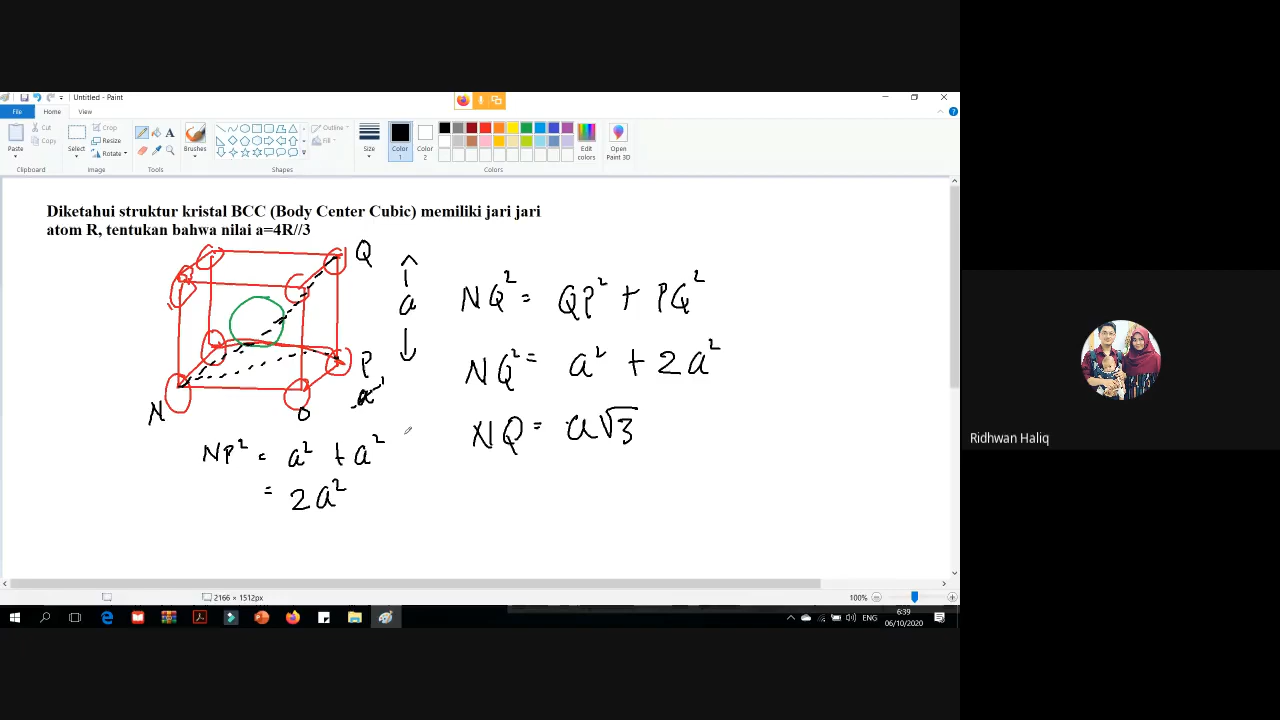 Untitled - Paint
File
Home
View
Paste
Cut
Copy
Clipboard
Select
Crop
Resize
Rotate
Image
A
Tools
Brushes
Outline
Fill
Shapes
Size
Color
1
Color
2
Edit
colors
Open
Paint 3D
Colors
Diketahui struktur kristal BCC (Body Center Cubic) memiliki jari jari
atom R, tentukan bahwa nilai a=4R//3
Q
a
P
N
O
a
NP² = a² + a²
= 2a²
NQ² = QP² + PQ²
NQ² = a² + 2a²
NQ = a√3
2166 × 1512px
100%
ENG
6:39
06/10/2020
Ridhwan Haliq